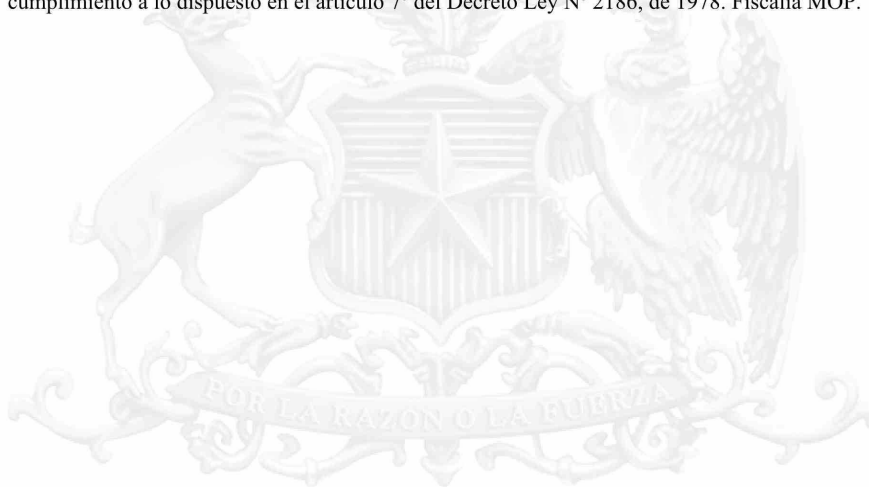 cumplimiento a lo dispuesto en el artículo 7° del Decreto Ley N° 2186, de 1978. Fiscalía MOP.
POR LA RAZÓN O LA FUERZA